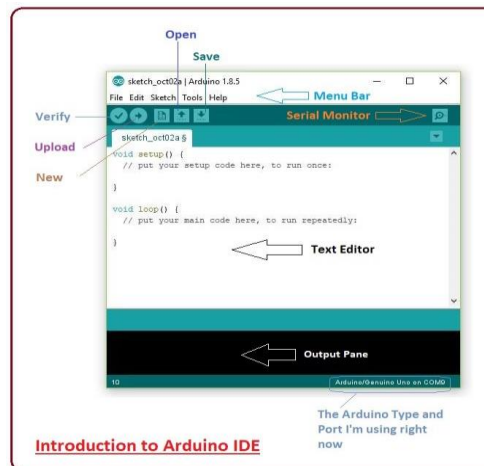 Open
Save
sketch_oct02a | Arduino 1.8.5
File Edit Sketch Tools Help
Menu Bar
Verify
Serial Monitor
Upload
sketch_oct02a §
New
void setup() {
// put your setup code here, to run once:
}
void loop() {
// put your main code here, to run repeatedly:
}
Text Editor
Output Pane
10
Arduino/Genuino Uno on COM9
The Arduino Type and
Port I'm using right
now
Introduction to Arduino IDE